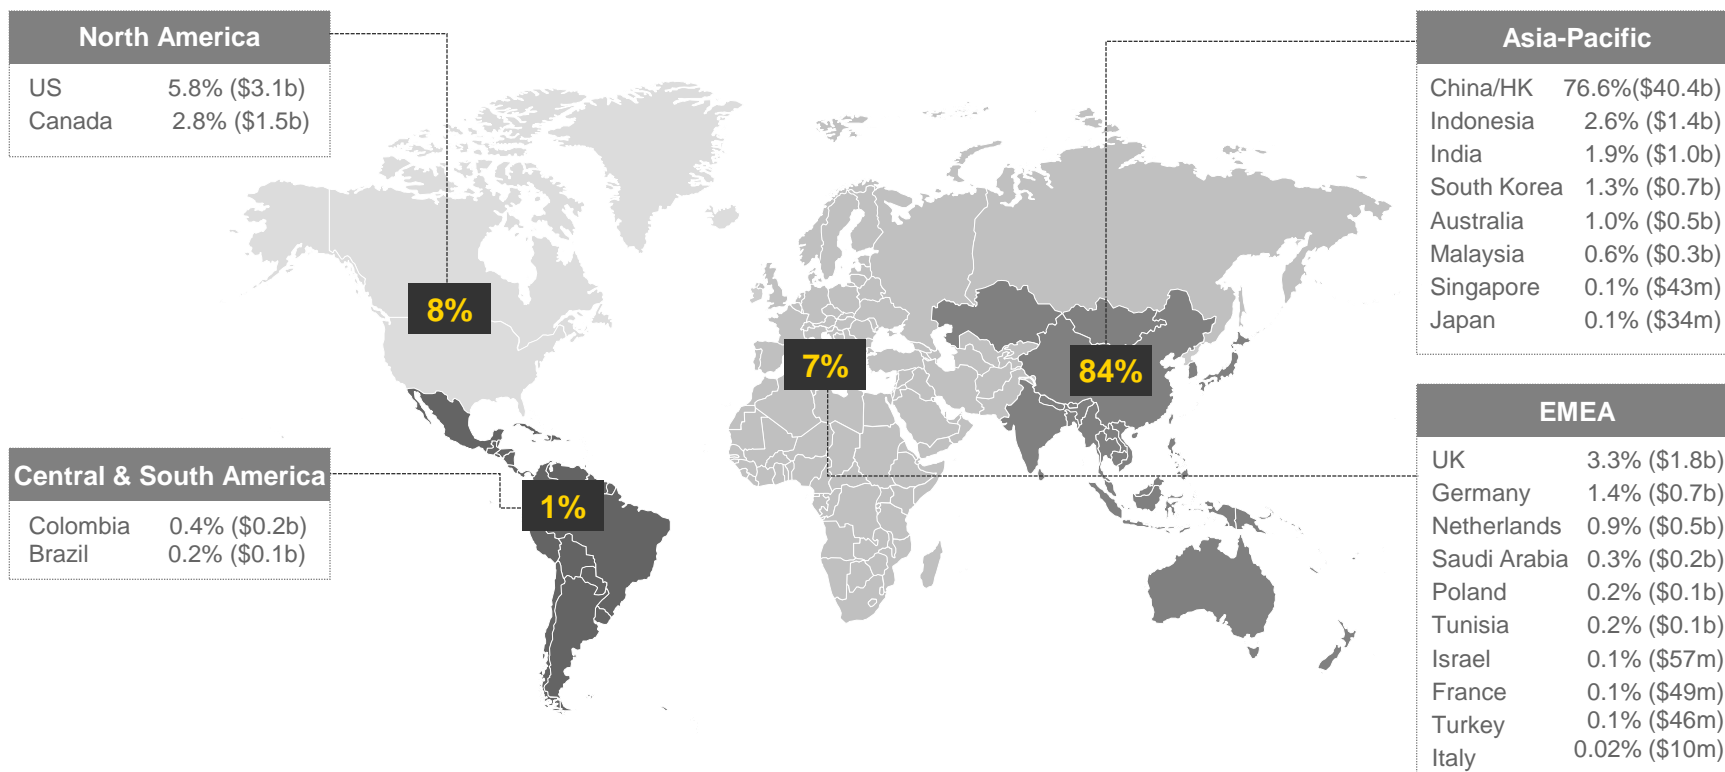 North America
US 5.8% ($3.1b)
Canada 2.8% ($1.5b)
8%
Central & South America
Colombia 0.4% ($0.2b)
Brazil 0.2% ($0.1b)
1%
7%
84%
Asia-Pacific
China/HK 76.6%($40.4b)
Indonesia 2.6% ($1.4b)
India 1.9% ($1.0b)
South Korea 1.3% ($0.7b)
Australia 1.0% ($0.5b)
Malaysia 0.6% ($0.3b)
Singapore 0.1% ($43m)
Japan 0.1% ($34m)
EMEA
UK 3.3% ($1.8b)
Germany 1.4% ($0.7b)
Netherlands 0.9% ($0.5b)
Saudi Arabia 0.3% ($0.2b)
Poland 0.2% ($0.1b)
Tunisia 0.2% ($0.1b)
Israel 0.1% ($57m)
France 0.1% ($49m)
Turkey 0.1% ($46m)
Italy 0.02% ($10m)